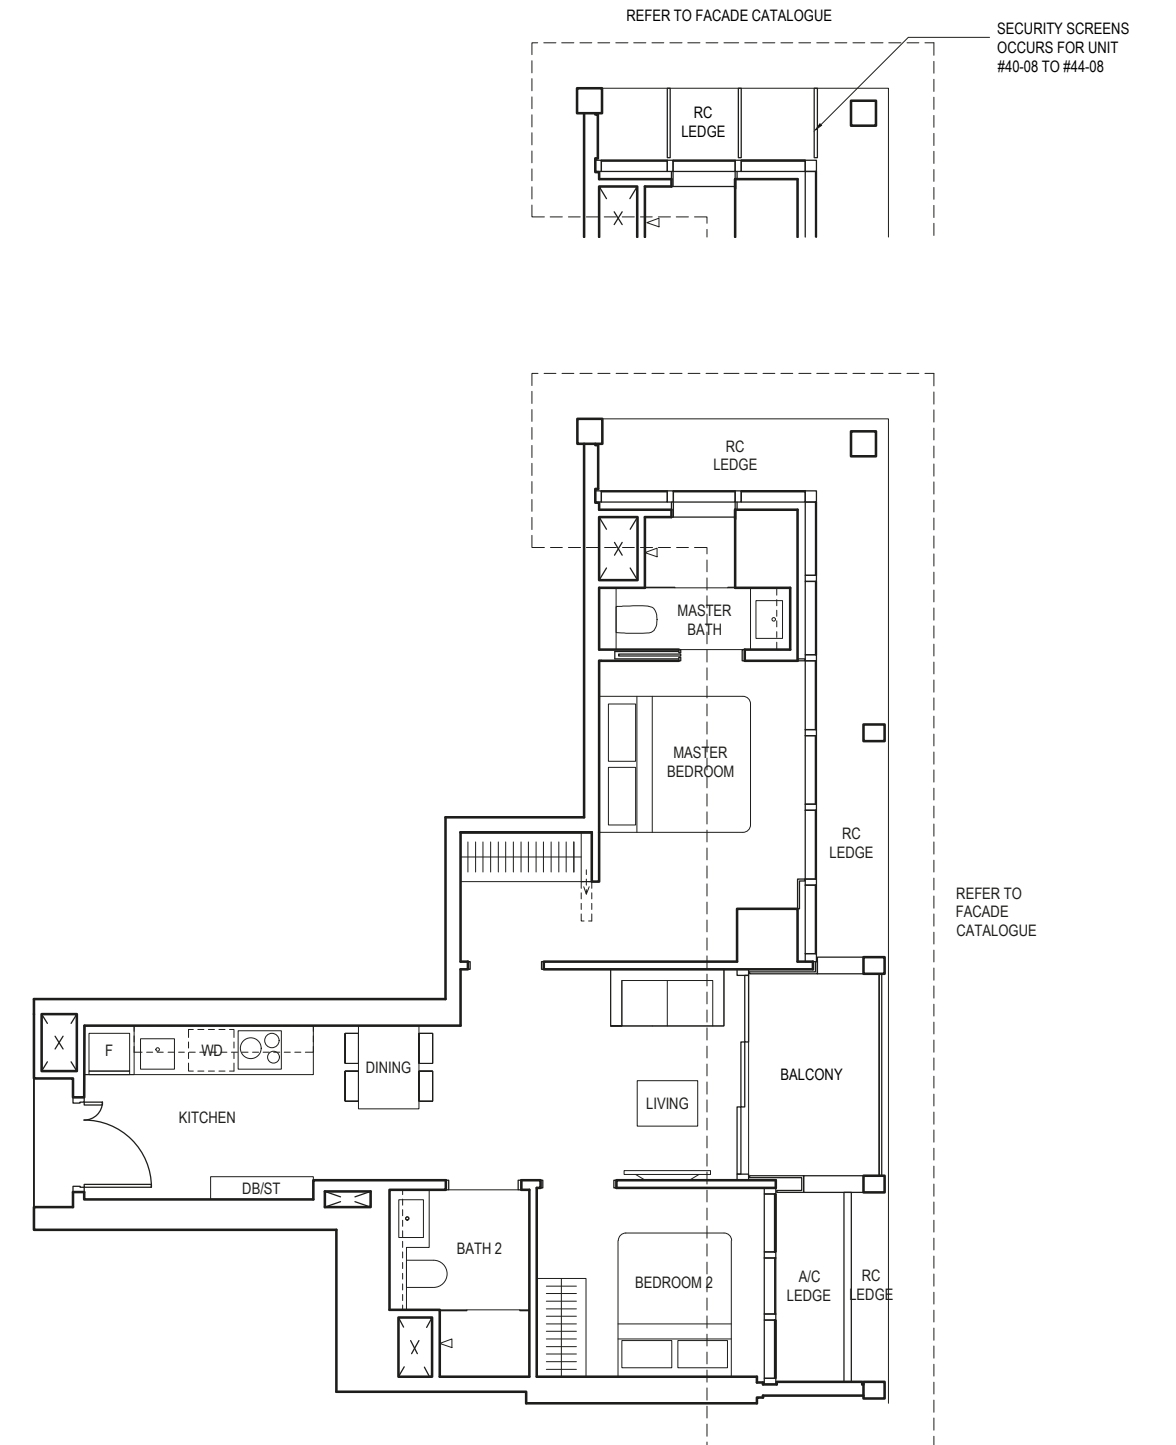 REFER TO FACADE CATALOGUE
SECURITY SCREENS
OCCURS FOR UNIT
#40-08 TO #44-08
RC
LEDGE
X
RC
LEDGE
X
MASTER
BATH
MASTER
BEDROOM
RC
LEDGE
REFER TO
FACADE
CATALOGUE
X
F
WD
DINING
BALCONY
LIVING
KITCHEN
DB/ST
BATH 2
BEDROOM 2
A/C
LEDGE
RC
LEDGE
X